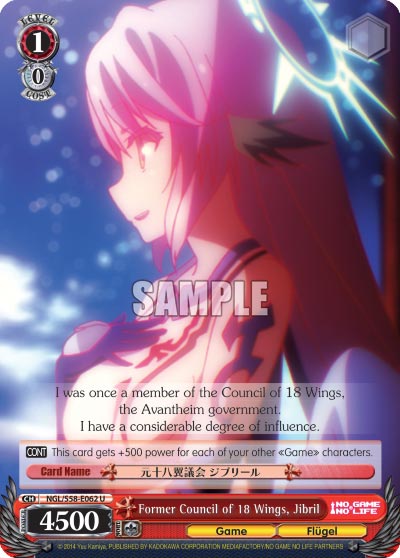 LEVEL
1
0
COST
SAMPLE
I was once a member of the Council of 18 Wings,
the Avantheim government.
I have a considerable degree of influence.
CONT This card gets +500 power for each of your other «Game» characters.
Card Name 元十八翼議会 ジブリール
CH NGL/S58-E062 U
Former Council of 18 Wings, Jibril
NO GAME NO LIFE
POWER 4500
Game Flügel
© 2014 Yuu Kamiya, PUBLISHED BY KADOKAWA CORPORATION MEDIAFACTORY/NO GAME NO LIFE PARTNERS